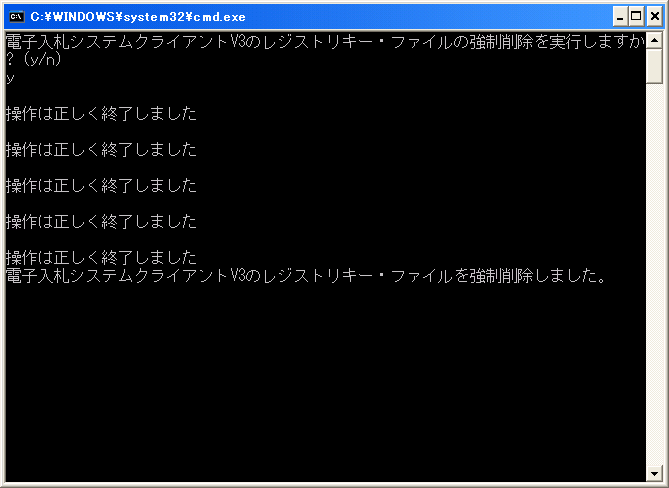 C:¥WINDOWS¥system32¥cmd.exe
電子入札システムクライアントV3のレジストリキー・ファイルの強制削除を実行しますか
? (y/n)
y
操作は正しく終了しました
操作は正しく終了しました
操作は正しく終了しました
操作は正しく終了しました
操作は正しく終了しました
電子入札システムクライアントV3のレジストリキー・ファイルを強制削除しました。